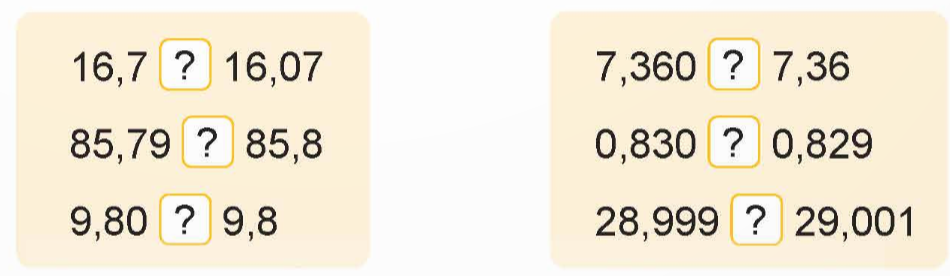 16,7 ? 16,07
85,79 ? 85,8
9,80 ? 9,8
7,360 ? 7,36
0,830 ? 0,829
28,999 ? 29,001